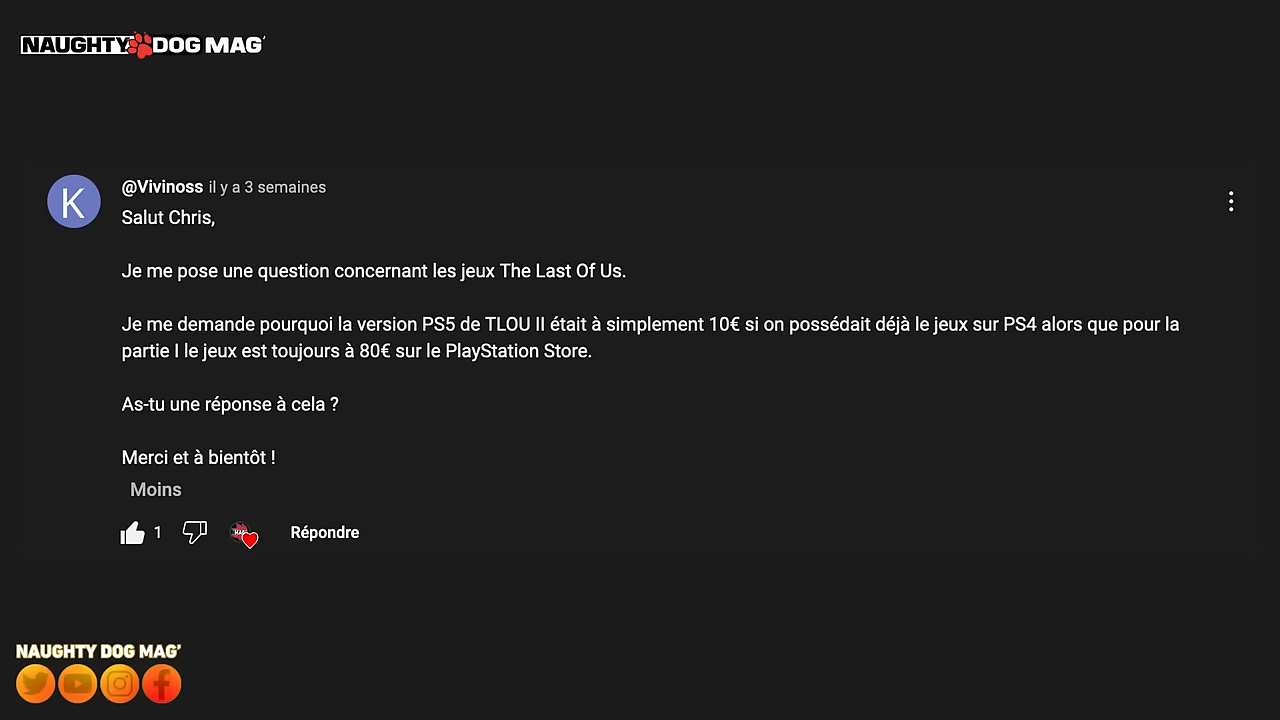 NAUGHTY DOG MAG'
K
@Vivinoss il y a 3 semaines
Salut Chris,
Je me pose une question concernant les jeux The Last Of Us.
Je me demande pourquoi la version PS5 de TLOU II était à simplement 10€ si on possédait déjà le jeux sur PS4 alors que pour la
partie I le jeux est toujours à 80€ sur le PlayStation Store.
As-tu une réponse à cela ?
Merci et à bientôt !
Moins
1
Répondre
NAUGHTY DOG MAG'